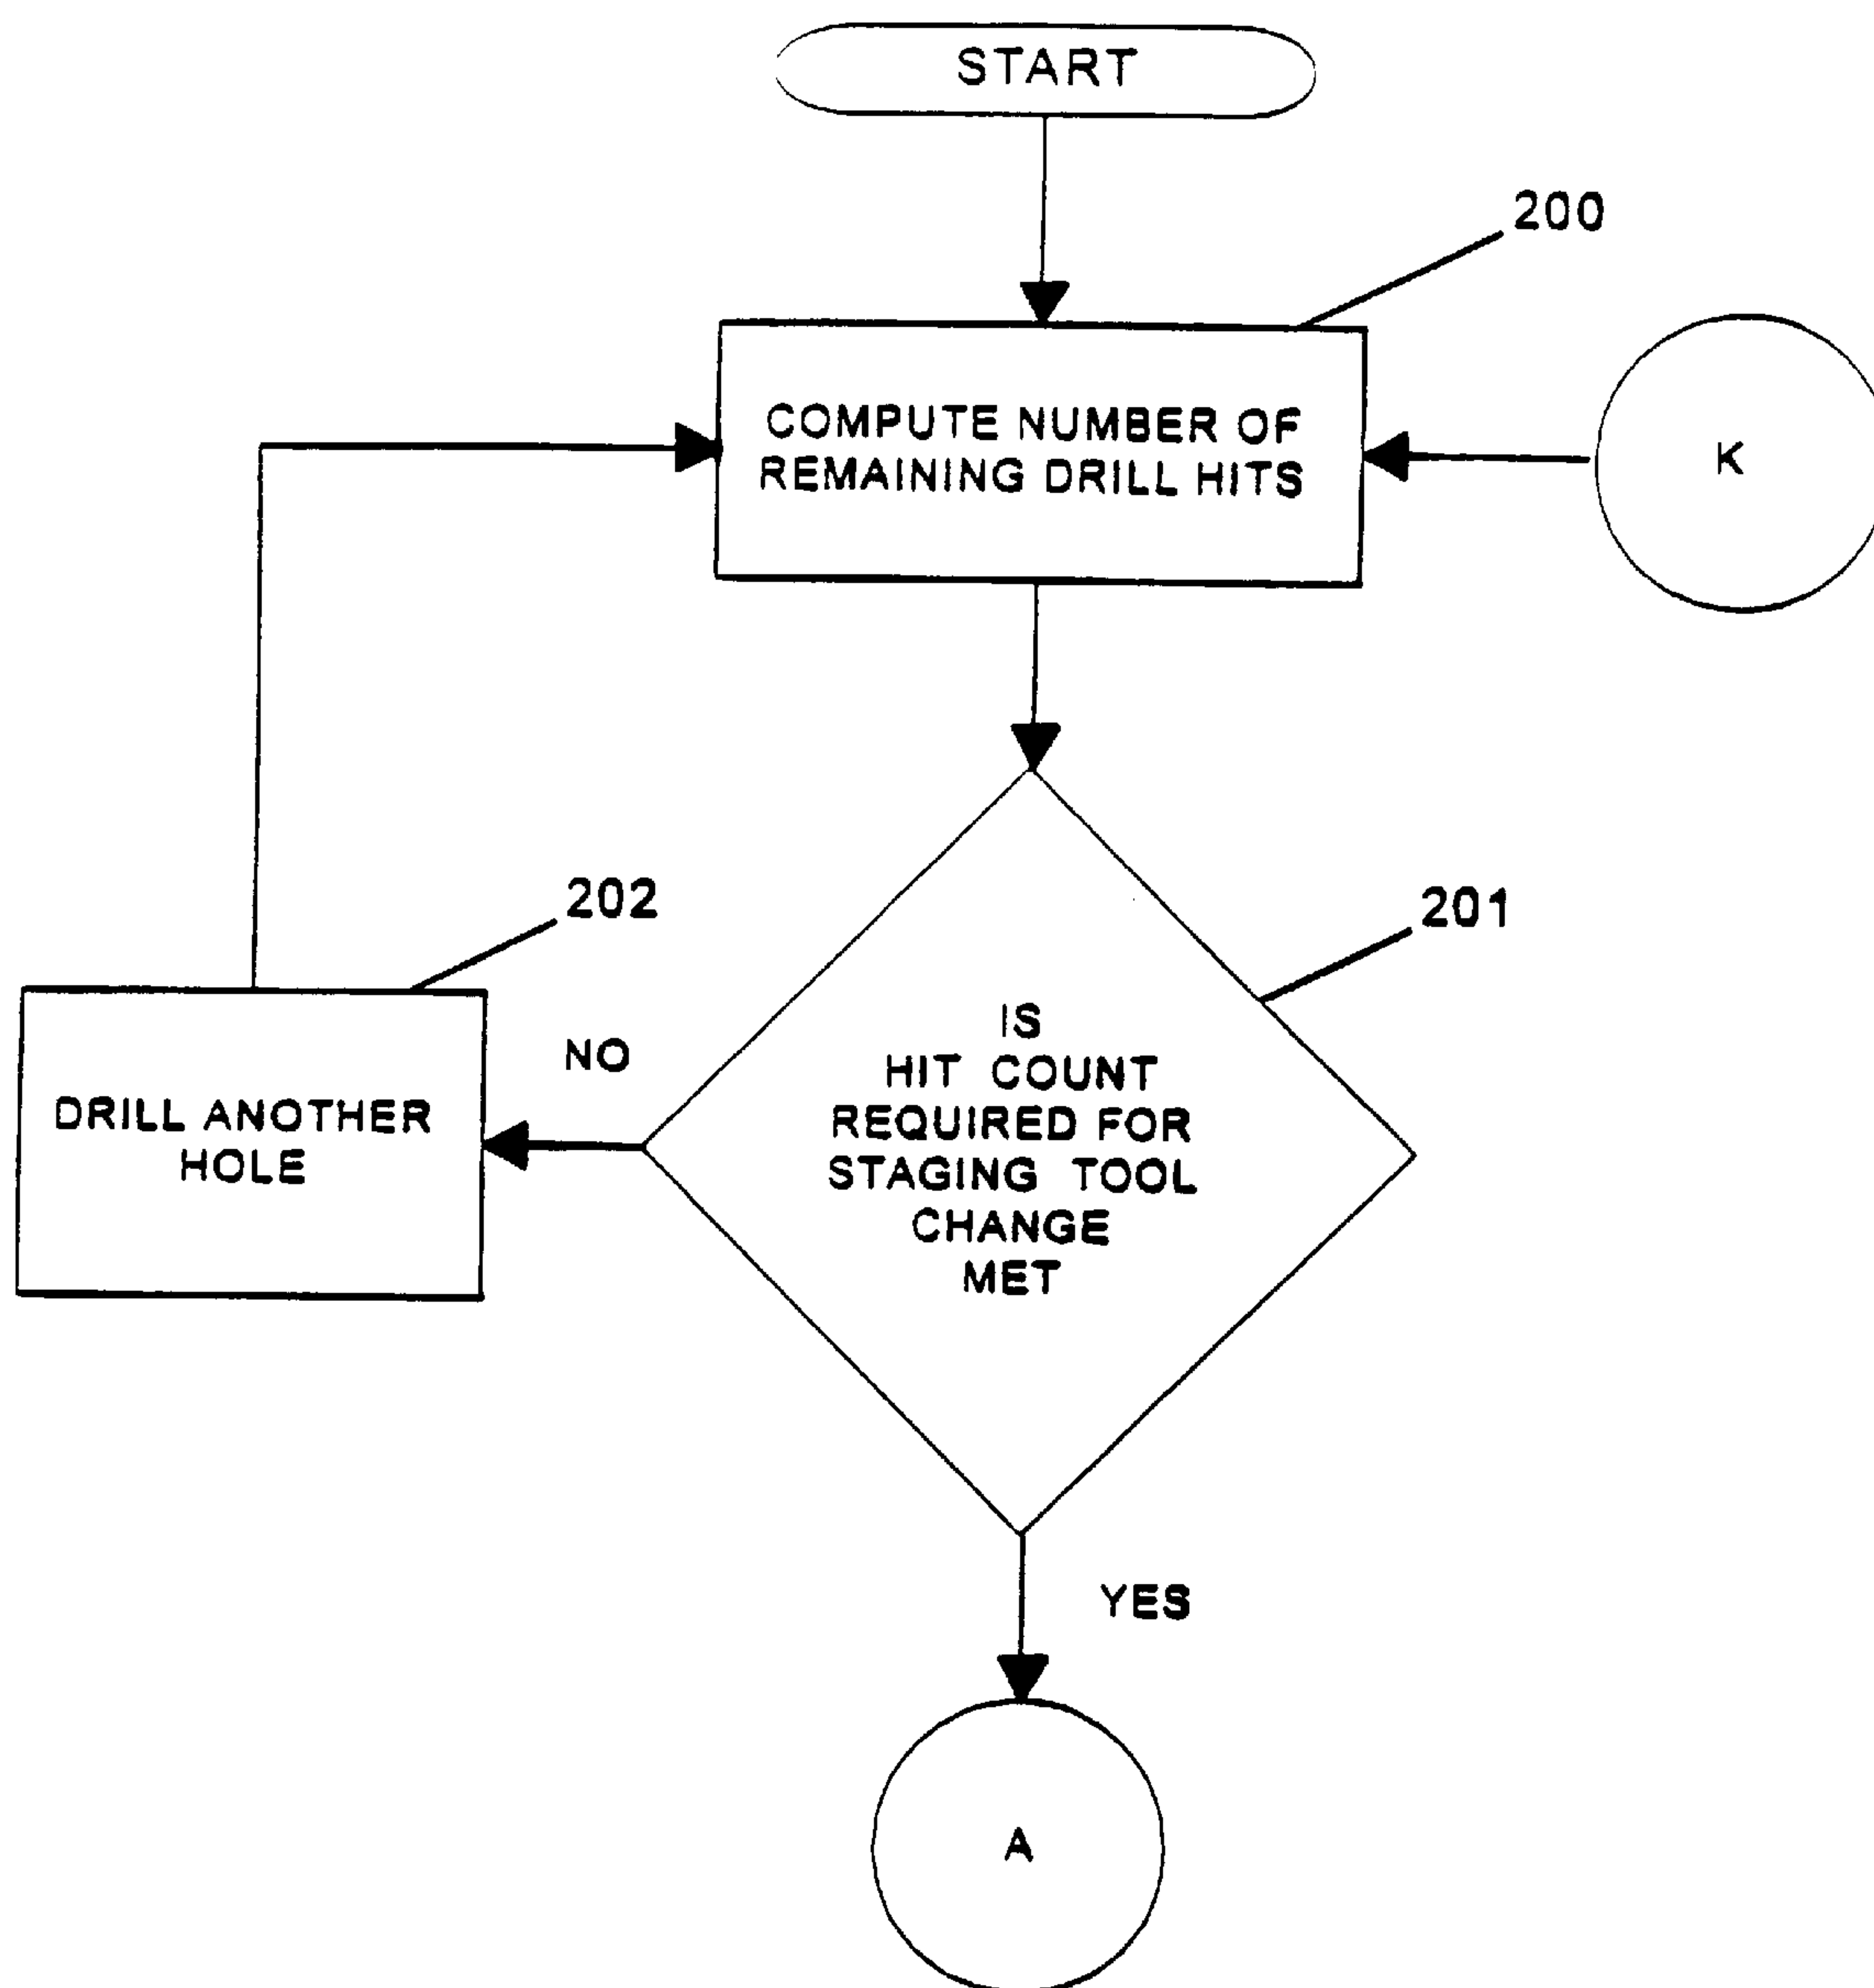 START
200
COMPUTE NUMBER OF
REMAINING DRILL HITS
K
202
201
IS
HIT COUNT
REQUIRED FOR
STAGING TOOL
CHANGE
MET
NO
DRILL ANOTHER
HOLE
YES
A